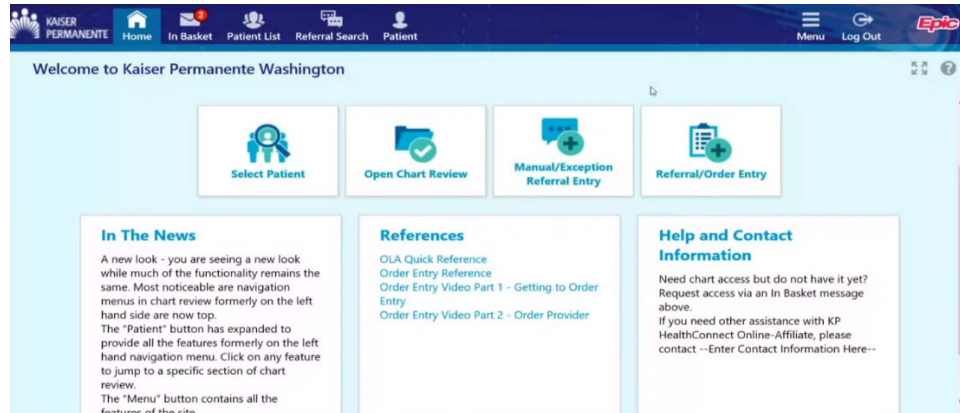 KAISER
PERMANENTE
Home
In Basket
2
Patient List
Referral Search
Patient
Menu
Log Out
Epic
Welcome to Kaiser Permanente Washington
?
Select Patient
Open Chart Review
Manual/Exception
Referral Entry
Referral/Order Entry
In The News
A new look - you are seeing a new look
while much of the functionality remains the
same. Most noticeable are navigation
menus in chart review formerly on the left
hand side are now top.
The "Patient" button has expanded to
provide all the features formerly on the left
hand navigation menu. Click on any feature
to jump to a specific section of chart
review.
The "Menu" button contains all the
features of the site.
References
OLA Quick Reference
Order Entry Reference
Order Entry Video Part 1 - Getting to Order
Entry
Order Entry Video Part 2 - Order Provider
Help and Contact
Information
Need chart access but do not have it yet?
Request access via an In Basket message
above.
If you need other assistance with KP
HealthConnect Online-Affiliate, please
contact --Enter Contact Information Here--